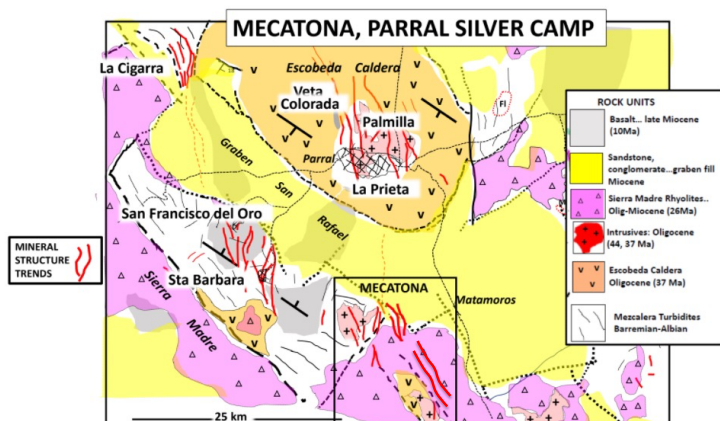 MECATONA, PARRAL SILVER CAMP
La Cigarra
Escobeda Caldera
Veta
Colorada
Palmilla
Fl
Graben
Parral
San
La Prieta
Rafael
San Francisco del Oro
Sta Barbara
MECATONA
Matamoros
Sierra
Madre
MINERAL
STRUCTURE
TRENDS
25 km
ROCK UNITS
Basalt... late Miocene
(10Ma)
Sandstone,
conglomerate...graben fill
Miocene
Sierra Madre Rhyolites..
Olig-Miocene (26Ma)
Intrusives: Oligocene
(44, 37 Ma)
Escobeda Caldera
Oligocene (37 Ma)
Mezcalera Turbidites
Barremian-Albian